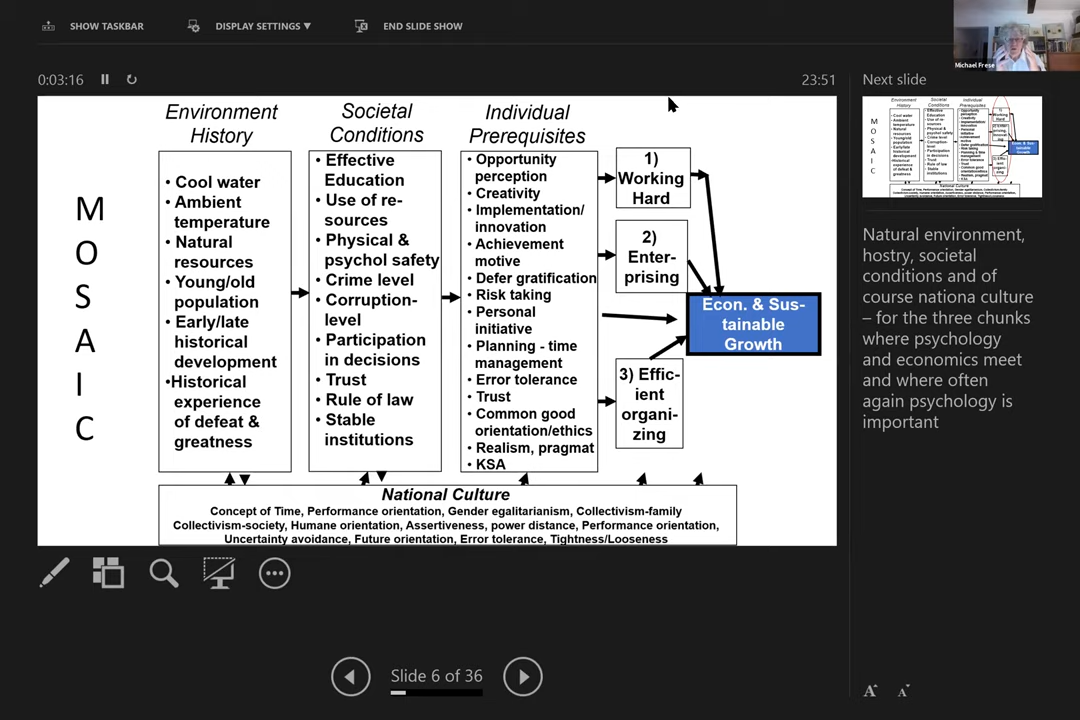 SHOW TASKBAR
DISPLAY SETTINGS ▼
END SLIDE SHOW
Michael Frese
0:03:16
23:51
Next slide
M
O
S
A
I
C
Environment
History
• Cool water
• Ambient
temperature
• Natural
resources
• Young/old
population
• Early/late
historical
development
•Historical
experience
of defeat &
greatness
Societal
Conditions
• Effective
Education
• Use of re-
sources
• Physical &
psychol safety
• Crime level
• Corruption-
level
• Participation
in decisions
• Trust
• Rule of law
• Stable
institutions
Individual
Prerequisites
• Opportunity
perception
• Creativity
• Implementation/
innovation
• Achievement
motive
• Defer gratification
• Risk taking
• Personal
initiative
• Planning - time
management
• Error tolerance
• Trust
• Common good
orientation/ethics
• Realism, pragmat
• KSA
1)
Working
Hard
2)
Enter-
prising
3) Effic-
ient
organi-
zing
Econ. & Sus-
tainable
Growth
National Culture
Concept of Time, Performance orientation, Gender egalitarianism, Collectivism-family
Collectivism-society, Humane orientation, Assertiveness, power distance, Performance orientation,
Uncertainty avoidance, Future orientation, Error tolerance, Tightness/Looseness
Natural environment,
hostry, societal
conditions and of
course nationa culture
– for the three chunks
where psychology
and economics meet
and where often
again psychology is
important
Slide 6 of 36
A
A